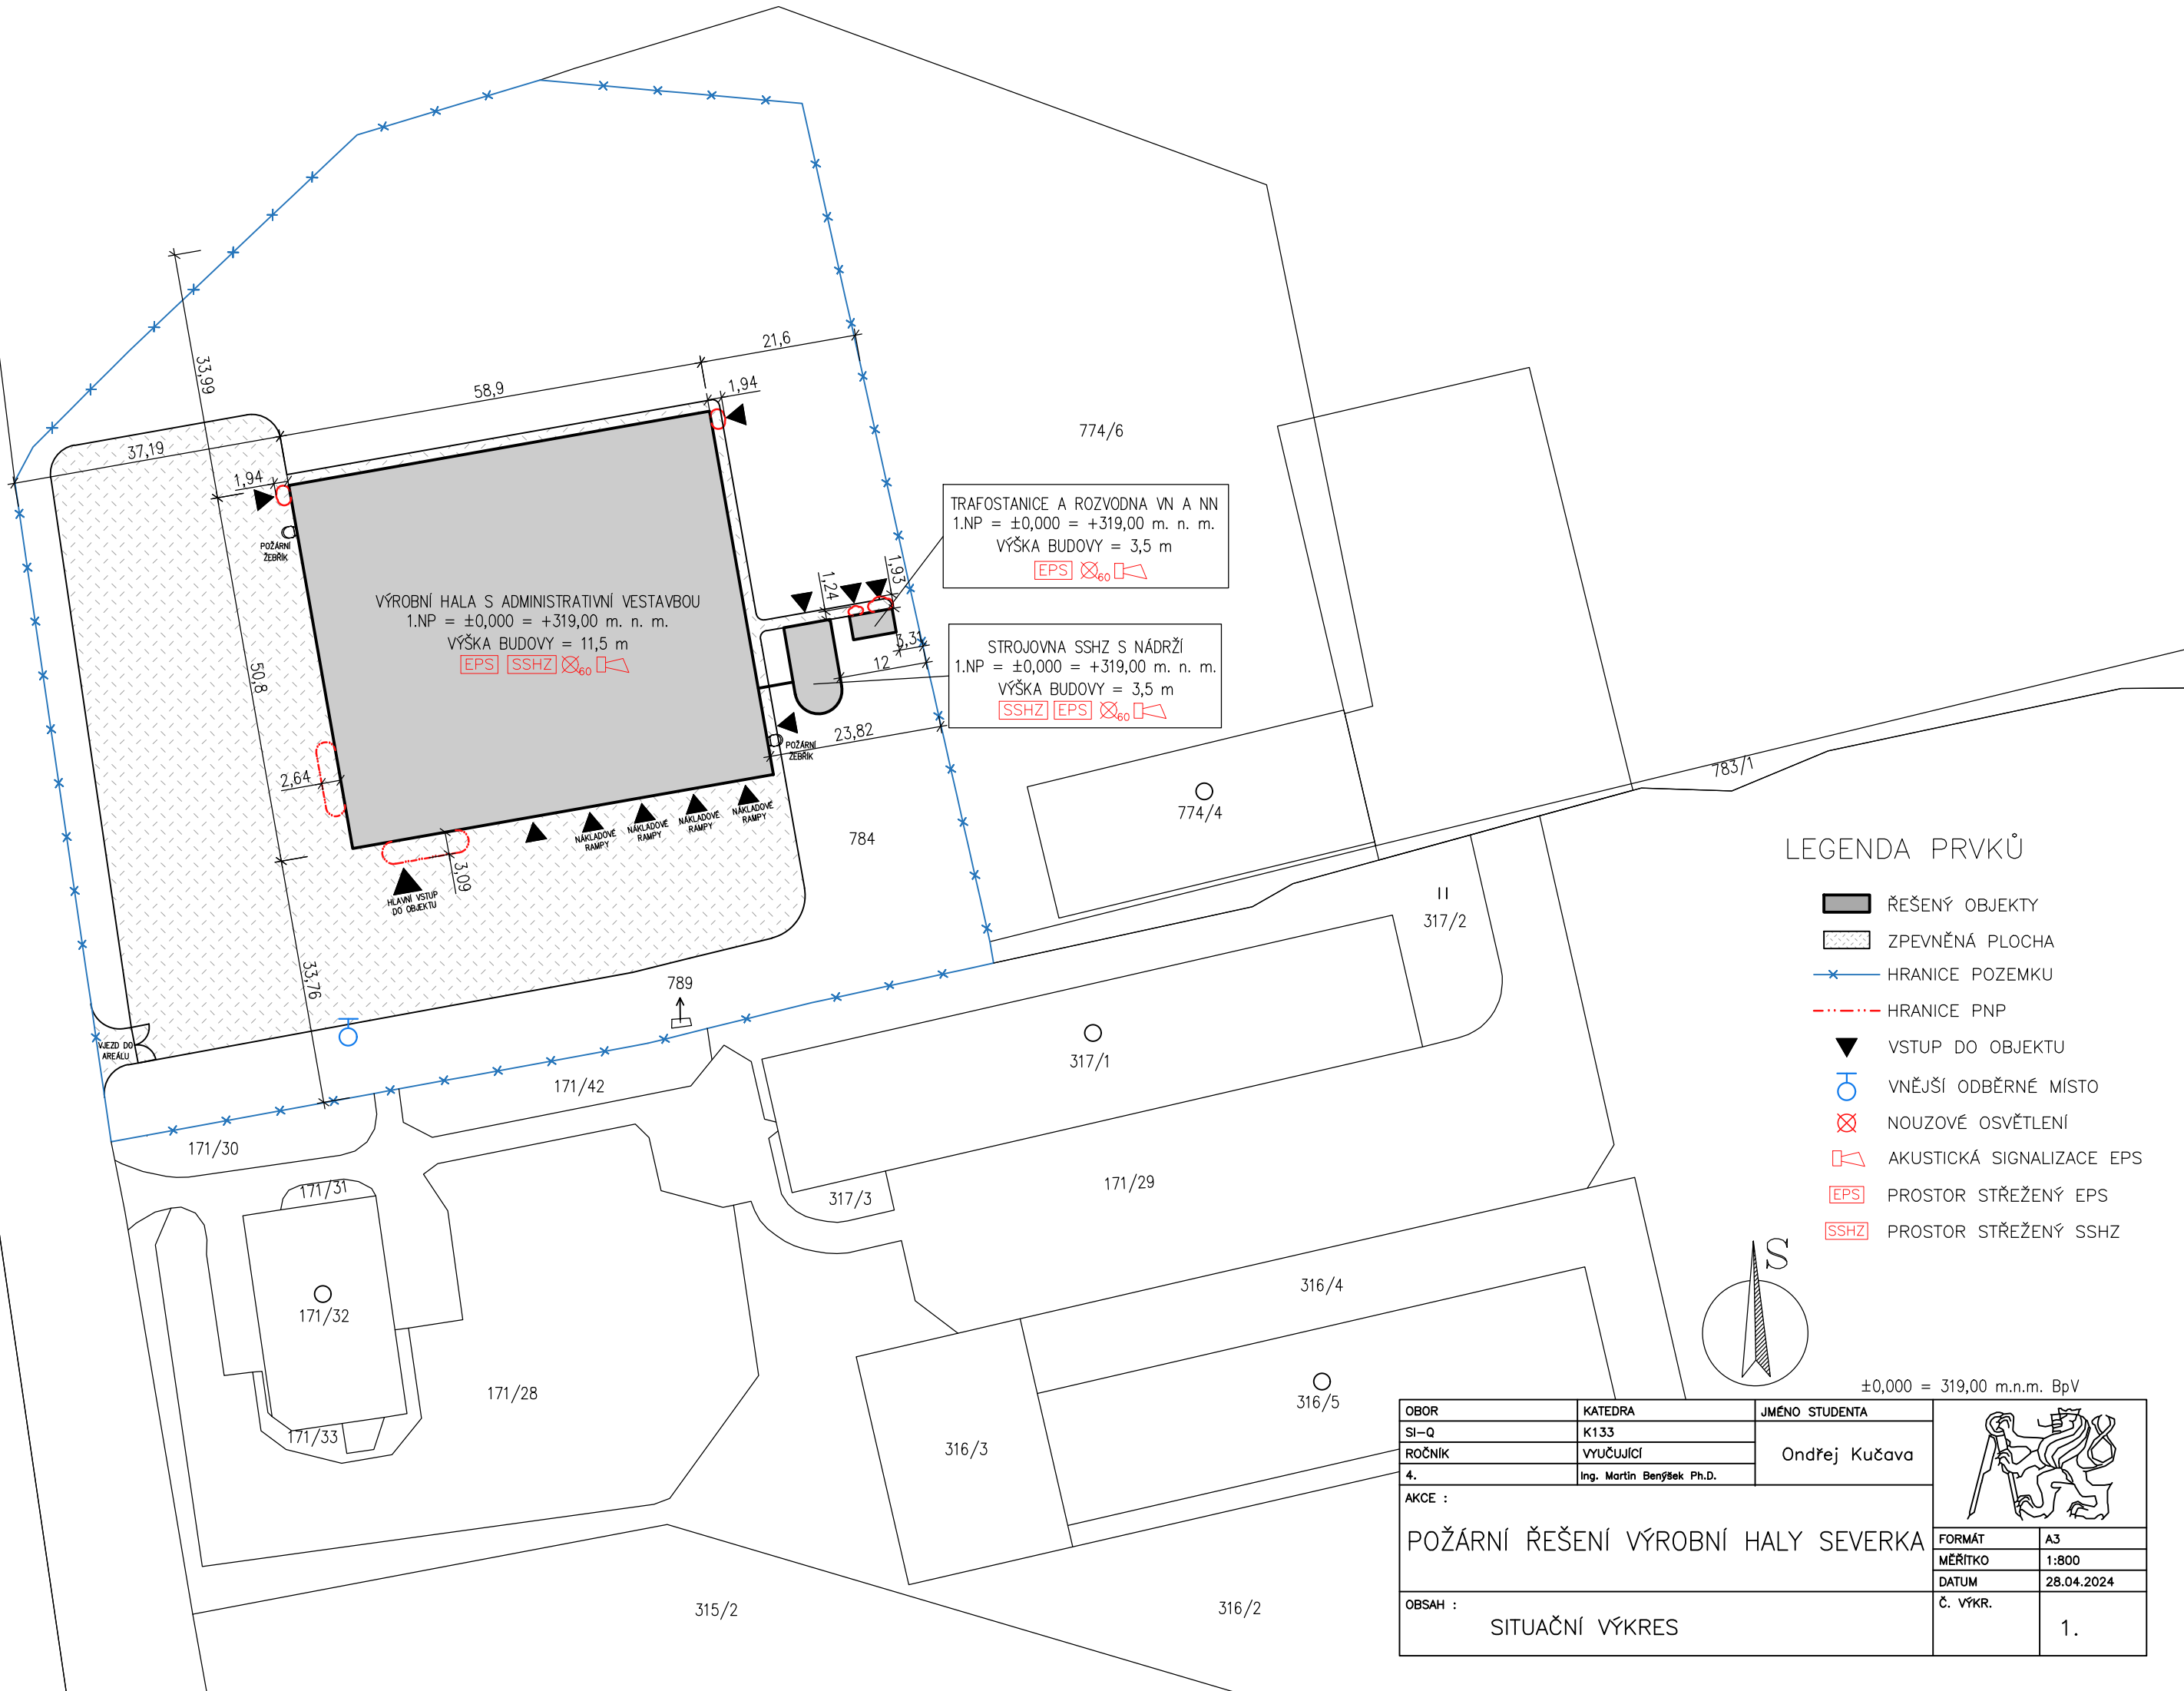 33,99
58,9
21,6
1,94
37,19
1,94
POŽÁRNÍ
ŽEBŘÍK
774/6
TRAFOSTANICE A ROZVODNA VN A NN
1.NP = ±0,000 = +319,00 m. n. m.
VÝŠKA BUDOVY = 3,5 m
EPS 60
VÝROBNÍ HALA S ADMINISTRATIVNÍ VESTAVBOU
1.NP = ±0,000 = +319,00 m. n. m.
VÝŠKA BUDOVY = 11,5 m
EPS SSHZ 60
1,24
1,93
3,31
12
STROJOVNA SSHZ S NÁDRŽÍ
1.NP = ±0,000 = +319,00 m. n. m.
VÝŠKA BUDOVY = 3,5 m
SSHZ EPS 60
50,8
23,82
POŽÁRNÍ
ŽEBŘÍK
2,64
3,09
NÁKLADOVÉ
RAMPY
NÁKLADOVÉ
RAMPY
NÁKLADOVÉ
RAMPY
NÁKLADOVÉ
RAMPY
HLAVNÍ VSTUP
DO OBJEKTU
784
774/4
783/1
33,76
789
VJEZD DO
AREÁLU
317/2
317/1
171/42
171/30
171/31
317/3
171/29
171/32
316/4
171/28
171/33
316/5
316/3
315/2
316/2
LEGENDA PRVKŮ
ŘEŠENÝ OBJEKTY
ZPEVNĚNÁ PLOCHA
HRANICE POZEMKU
HRANICE PNP
VSTUP DO OBJEKTU
VNĚJŠÍ ODBĚRNÉ MÍSTO
NOUZOVÉ OSVĚTLENÍ
AKUSTICKÁ SIGNALIZACE EPS
EPS PROSTOR STŘEŽENÝ EPS
SSHZ PROSTOR STŘEŽENÝ SSHZ
S
±0,000 = 319,00 m.n.m. BpV
OBOR KATEDRA JMÉNO STUDENTA
SI-Q K133
ROČNÍK VYUČUJÍCÍ Ondřej Kučava
4. Ing. Martin Benýšek Ph.D.
AKCE :
POŽÁRNÍ ŘEŠENÍ VÝROBNÍ HALY SEVERKA
FORMÁT A3
MĚŘÍTKO 1:800
DATUM 28.04.2024
OBSAH :
SITUAČNÍ VÝKRES
Č. VÝKR.
1.